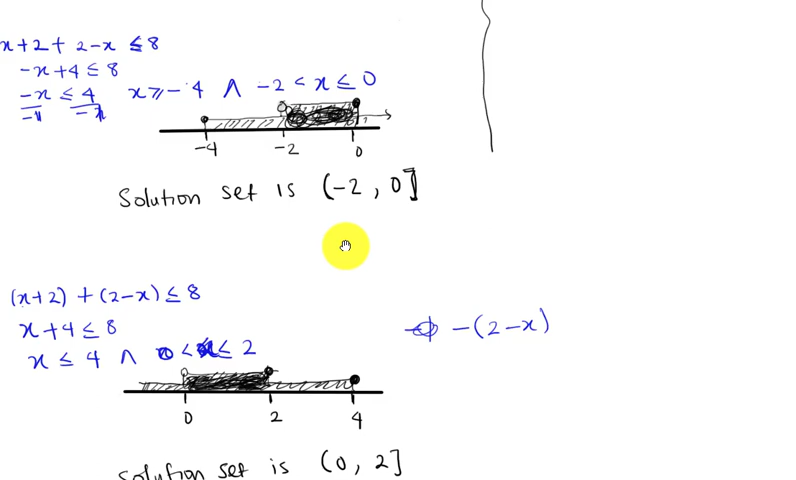 x+2+ 2-x ≤ 8
-x+4 ≤ 8
-x ≤ 4 x ≥ -4 ∧ -2 < x ≤ 0
-4 -2 0
Solution set is (-2, 0]
(x+2) + (2-x) ≤ 8
x+4 ≤ 8
-(2-x)
x ≤ 4 ∧ 0 < x ≤ 2
0 2 4
Solution set is (0, 2]